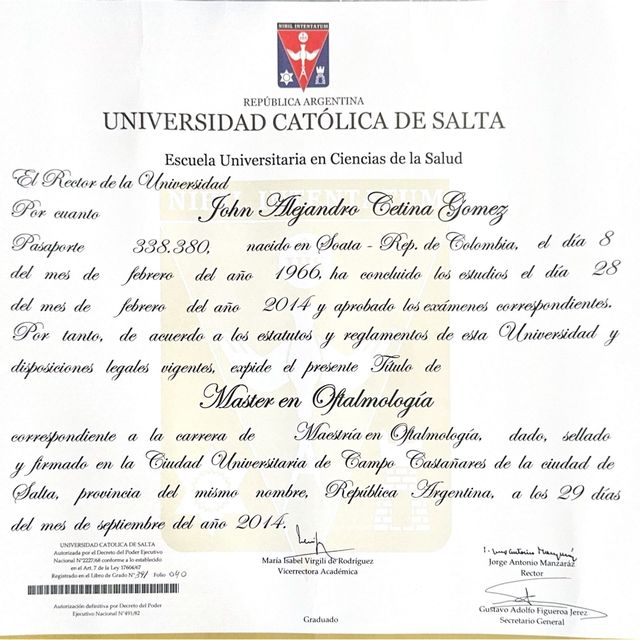 NIHIL INTENTATUM
REPÚBLICA ARGENTINA
UNIVERSIDAD CATÓLICA DE SALTA
Escuela Universitaria en Ciencias de la Salud
El Rector de la Universidad
Por cuanto John Alejandro Cetina Gomez
Pasaporte 338.380, nacido en Soata - Rep. de Colombia, el día 8
del mes de febrero del año 1966, ha concluido los estudios el día 28
del mes de febrero del año 2014 y aprobado los exámenes correspondientes.
Por tanto, de acuerdo a los estatutos y reglamentos de esta Universidad y
disposiciones legales vigentes, expide el presente Título de
Master en Oftalmología
correspondiente a la carrera de Maestría en Oftalmología, dado, sellado
y firmado en la Ciudad Universitaria de Campo Castañares de la ciudad de
Salta, provincia del mismo nombre, República Argentina, a los 29 días
del mes de septiembre del año 2014.
UNIVERSIDAD CATÓLICA DE SALTA
Autorizada por el Decreto del Poder Ejecutivo
Nacional N°2227/68 conforme a lo establecido
en el Art. 7 de la Ley 17604/67
Registrado en el Libro de Grado N° 391 Folio 040
Autorización definitiva por Decreto del Poder
Ejecutivo Nacional N°491/92
María Isabel Virgili de Rodríguez
Vicerrectora Académica
Jorge Antonio Manzaráz
Rector
Gustavo Adolfo Figueroa Jerez
Secretario General
Graduado